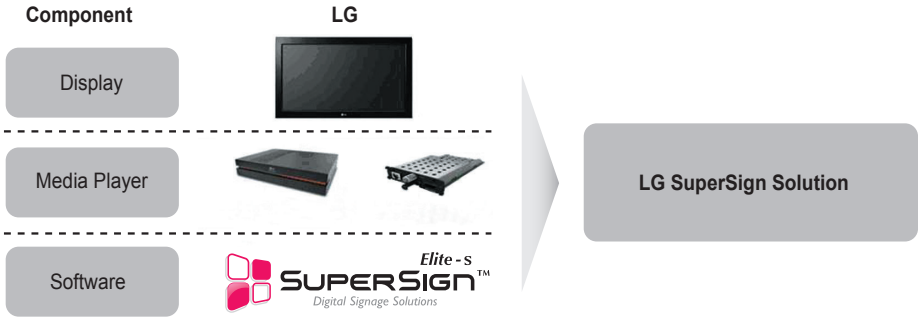 Component LG
Display
Media Player
Software
Elite - s
SUPERSIGN™
Digital Signage Solutions
LG SuperSign Solution